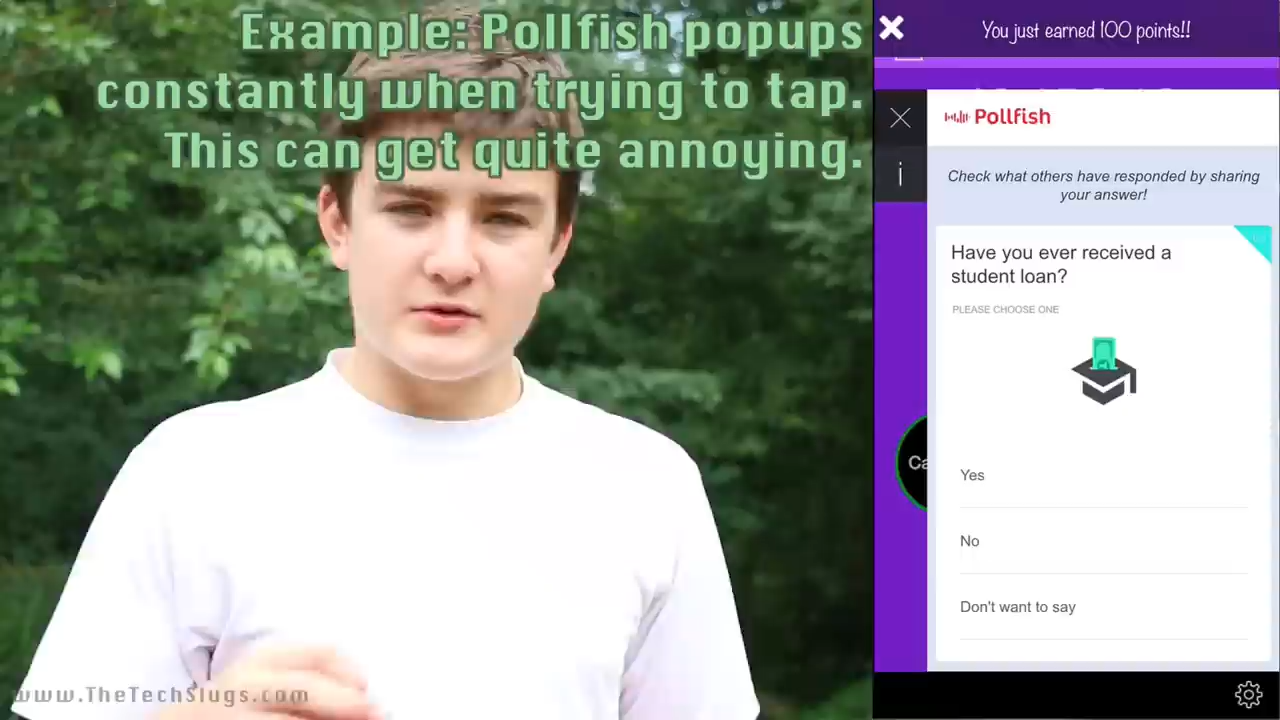 Example: Pollfish popups
constantly when trying to tap.
This can get quite annoying.
You just earned 100 points!!
Pollfish
i
Check what others have responded by sharing
your answer!
Have you ever received a
student loan?
PLEASE CHOOSE ONE
Ca
Yes
No
Don't want to say
www.TheTechSlugs.com